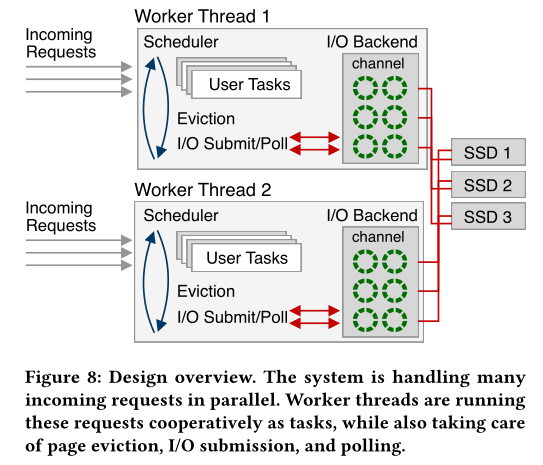 Worker Thread 1
Incoming
Requests
Scheduler
I/O Backend
channel
User Tasks
Eviction
I/O Submit/Poll
SSD 1
SSD 2
SSD 3
Worker Thread 2
Incoming
Requests
Scheduler
I/O Backend
channel
User Tasks
Eviction
I/O Submit/Poll
Figure 8: Design overview. The system is handling many
incoming requests in parallel. Worker threads are running
these requests cooperatively as tasks, while also taking care
of page eviction, I/O submission, and polling.